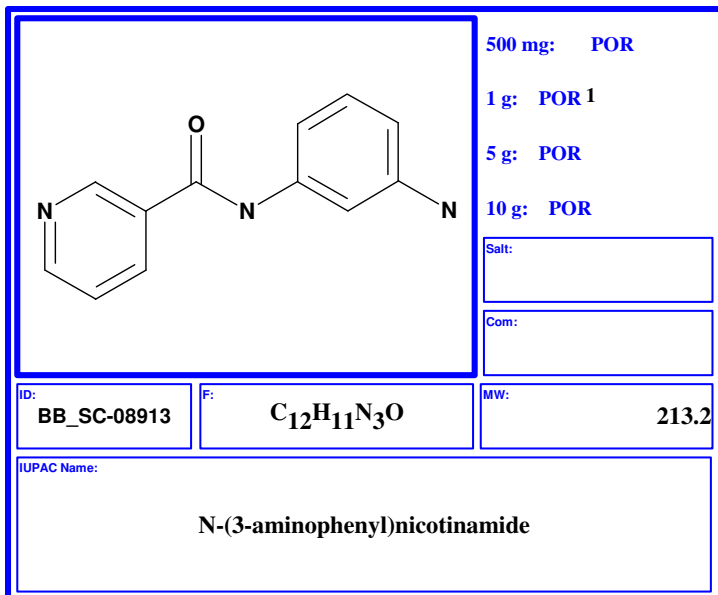 500 mg: POR
1 g: POR 1
5 g: POR
10 g: POR
O
N
N
N
Salt:
Com:
ID:
BB_SC-08913
F:
C12H11N3O
MW:
213.2
IUPAC Name:
N-(3-aminophenyl)nicotinamide